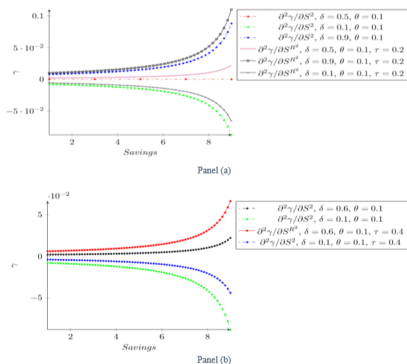 0.1
5 · 10⁻²
0
−5 · 10⁻²
γ
2 4 6 8
Savings
∂²γ/∂S², δ = 0.5, θ = 0.1
∂²γ/∂S², δ = 0.1, θ = 0.1
∂²γ/∂S², δ = 0.9, θ = 0.1
∂²γ/∂S^{H²}, δ = 0.5, θ = 0.1, τ = 0.2
∂²γ/∂S^{H²}, δ = 0.9, θ = 0.1, τ = 0.2
∂²γ/∂S^{H²}, δ = 0.1, θ = 0.1, τ = 0.2
Panel (a)
·10⁻²
5
0
−5
γ
2 4 6 8
Savings
∂²γ/∂S², δ = 0.6, θ = 0.1
∂²γ/∂S², δ = 0.1, θ = 0.1
∂²γ/∂S^{H²}, δ = 0.6, θ = 0.1, τ = 0.4
∂²γ/∂S², δ = 0.1, θ = 0.1, τ = 0.4
Panel (b)